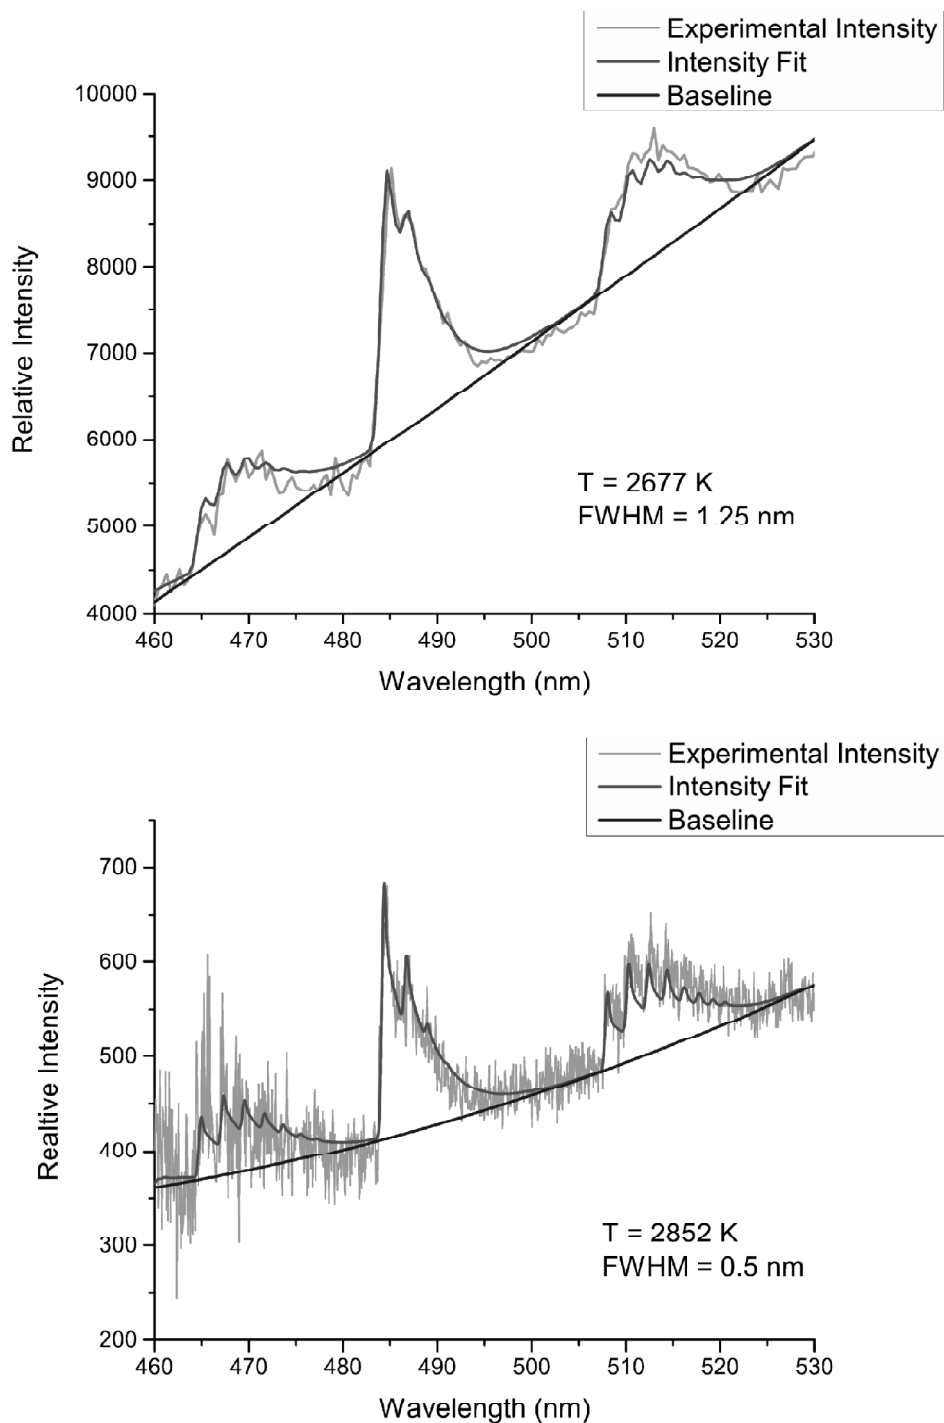 Experimental Intensity
Intensity Fit
Baseline
10000
9000
8000
7000
6000
5000
4000
Relative Intensity
T = 2677 K
FWHM = 1.25 nm
460 470 480 490 500 510 520 530
Wavelength (nm)
Experimental Intensity
Intensity Fit
Baseline
700
600
500
400
300
200
Realtive Intensity
T = 2852 K
FWHM = 0.5 nm
460 470 480 490 500 510 520 530
Wavelength (nm)